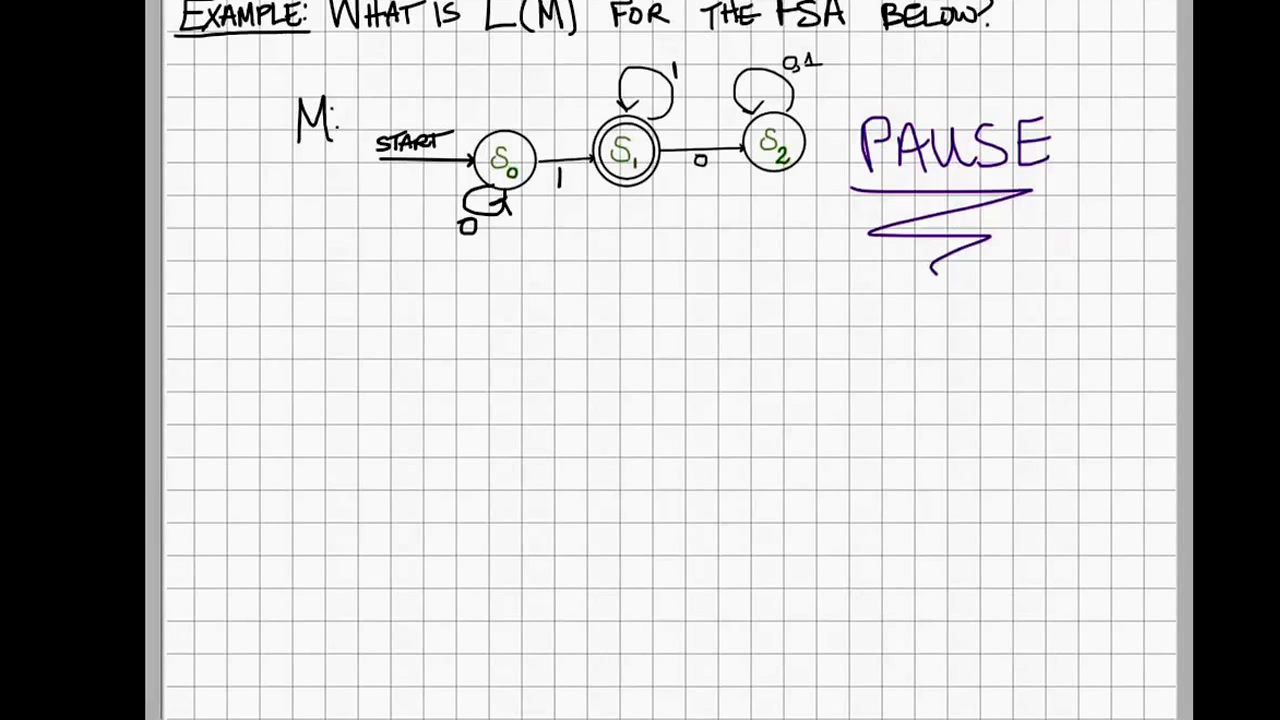 EXAMPLE: WHAT IS L(M) FOR THE FSA BELOW?
M:
START
S0
0
1
S1
1
0
S2
0,1
PAUSE